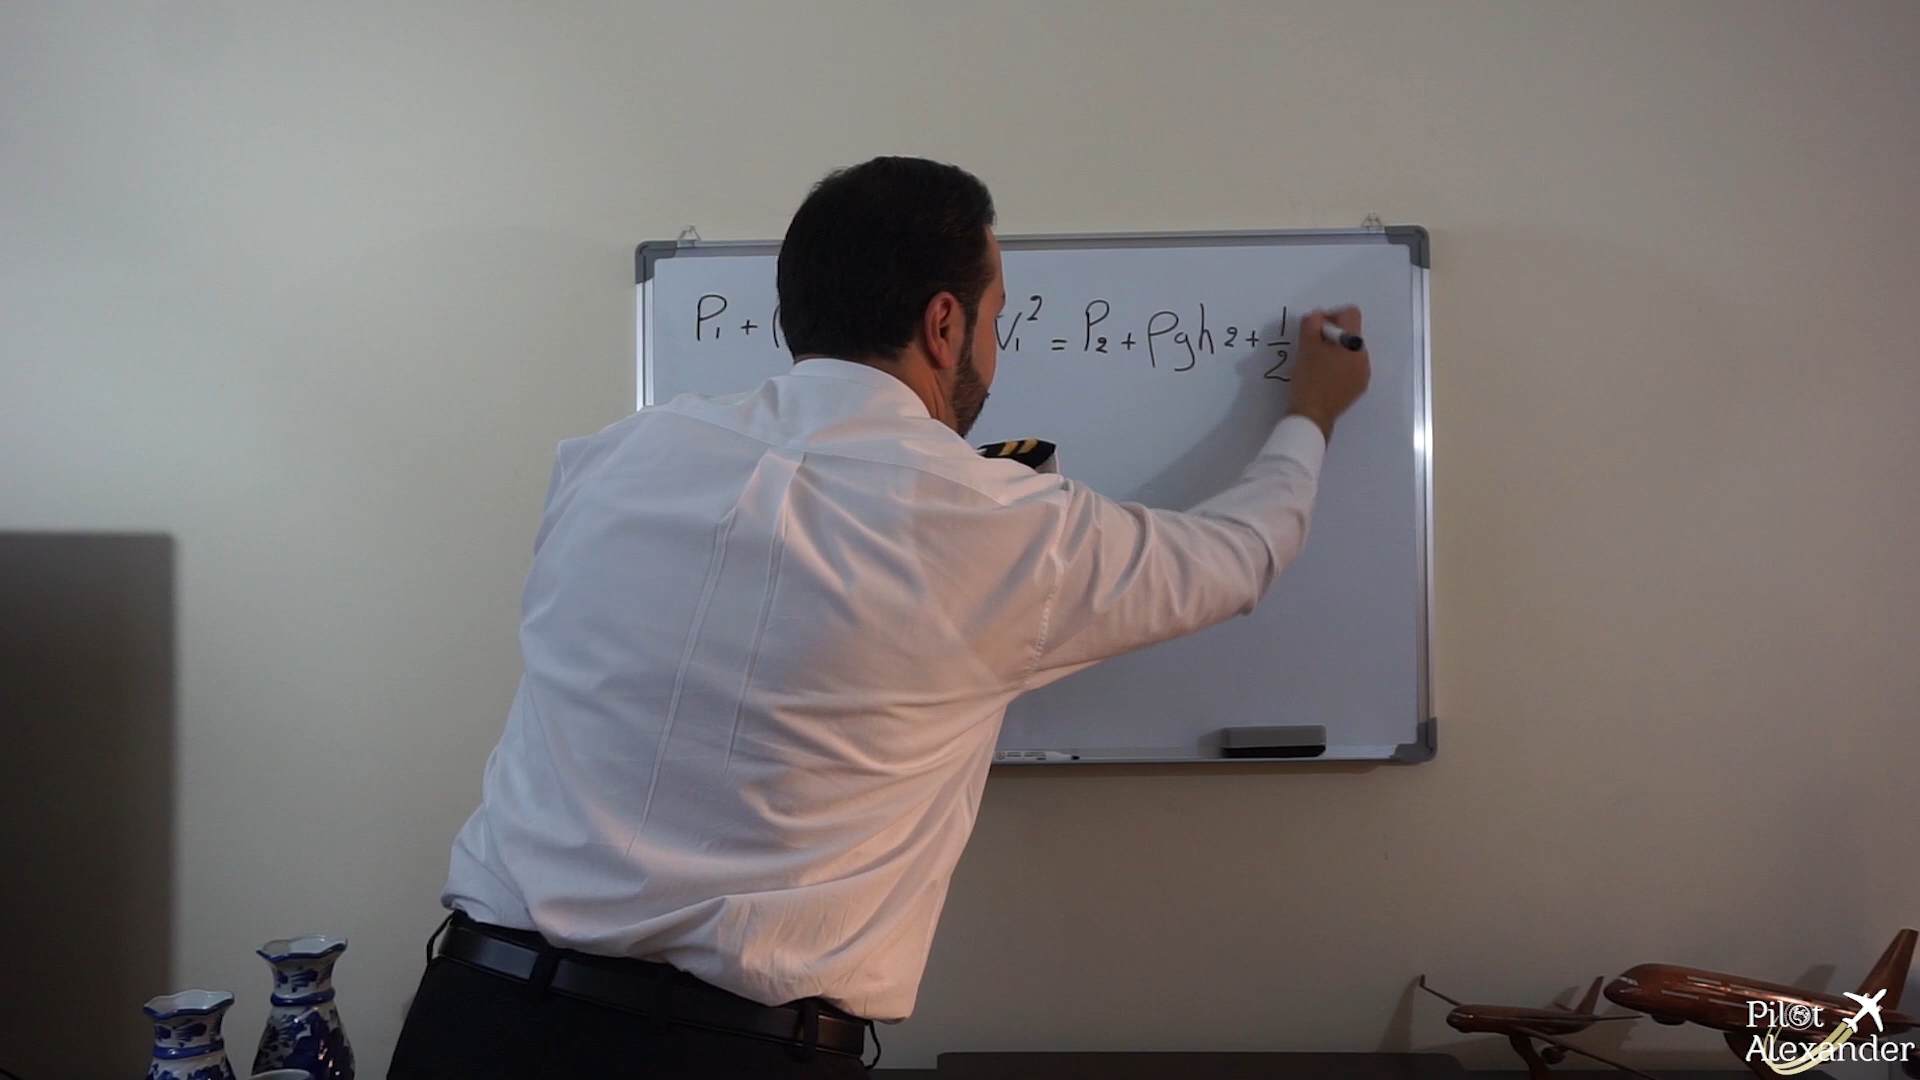 P₁ + V₁² = P₂ + ρgh₂ + 1/2
Pilot
Alexander